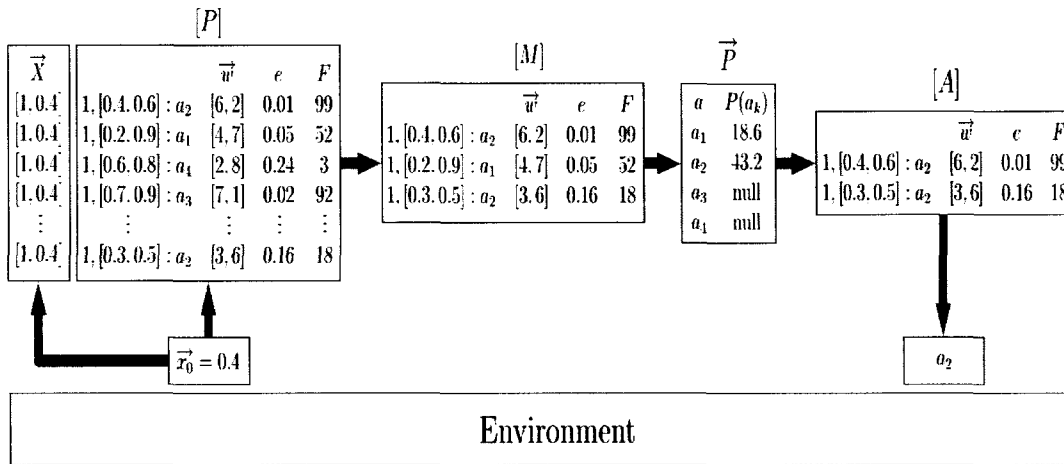 [P]
X⃗
[1,0.4]
[1,0.4]
[1,0.4]
[1,0.4]
⋮
[1,0.4]
w⃗ e F
1, [0.4, 0.6] : a₂ [6, 2] 0.01 99
1, [0.2, 0.9] : a₁ [4, 7] 0.05 52
1, [0.6, 0.8] : a₄ [2, 8] 0.24 3
1, [0.7, 0.9] : a₃ [7, 1] 0.02 92
⋮ ⋮ ⋮ ⋮
1, [0.3, 0.5] : a₂ [3, 6] 0.16 18
[M]
w⃗ e F
1, [0.4, 0.6] : a₂ [6, 2] 0.01 99
1, [0.2, 0.9] : a₁ [4, 7] 0.05 52
1, [0.3, 0.5] : a₂ [3, 6] 0.16 18
P⃗
a P(aₖ)
a₁ 18.6
a₂ 43.2
a₃ null
a₄ null
[A]
w⃗ e F
1, [0.4, 0.6] : a₂ [6, 2] 0.01 99
1, [0.3, 0.5] : a₂ [3, 6] 0.16 18
x⃗₀ = 0.4
a₂
Environment